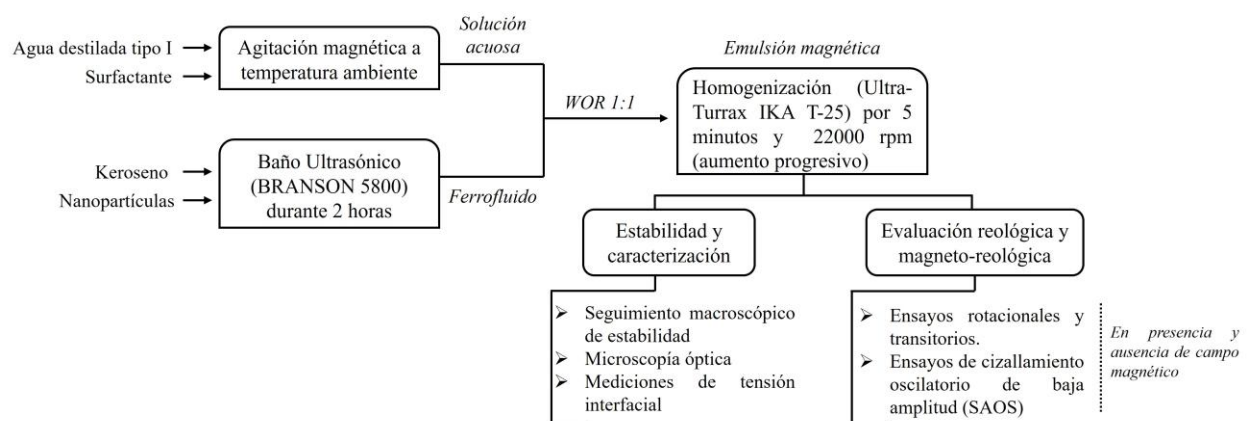 Agua destilada tipo I
Surfactante
Agitación magnética a
temperatura ambiente
Solución
acuosa
Keroseno
Nanopartículas
Baño Ultrasónico
(BRANSON 5800)
durante 2 horas
Ferrofluido
WOR 1:1
Emulsión magnética
Homogenización (Ultra-
Turrax IKA T-25) por 5
minutos y 22000 rpm
(aumento progresivo)
Estabilidad y
caracterización
➢ Seguimiento macroscópico
de estabilidad
➢ Microscopía óptica
➢ Mediciones de tensión
interfacial
Evaluación reológica y
magneto-reológica
➢ Ensayos rotacionales y
transitorios.
➢ Ensayos de cizallamiento
oscilatorio de baja
amplitud (SAOS)
En presencia y
ausencia de campo
magnético